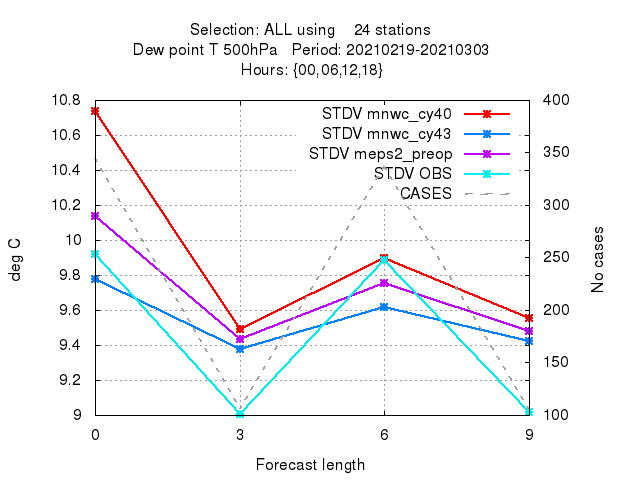 Selection: ALL using    24 stations
Dew point T 500hPa   Period: 20210219-20210303
Hours: {00,06,12,18}
STDV mnwc_cy40
STDV mnwc_cy43
STDV meps2_preop
STDV OBS
CASES
10.8
10.6
10.4
10.2
10
9.8
9.6
9.4
9.2
9
400
350
300
250
200
150
100
deg C
No cases
0 3 6 9
Forecast length